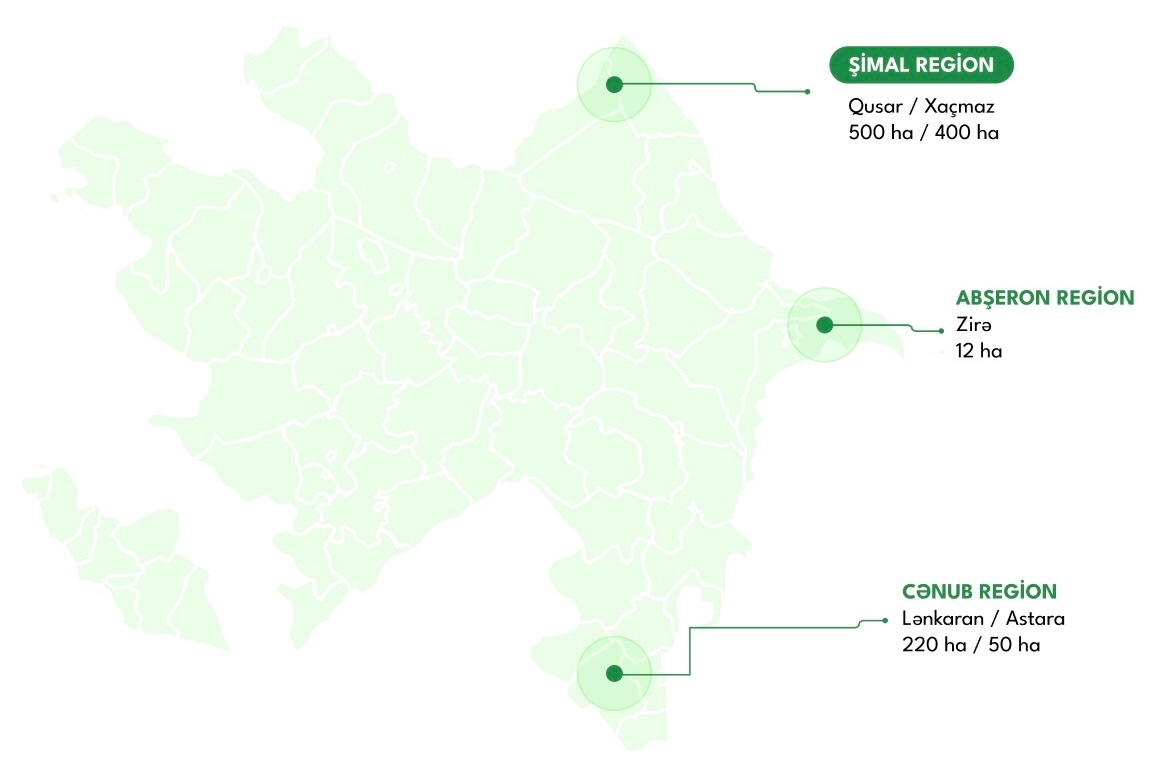 ŞİMAL REGİON
Qusar / Xaçmaz
500 ha / 400 ha
ABŞERON REGİON
Zirə
12 ha
CƏNUB REGİON
Lənkaran / Astara
220 ha / 50 ha